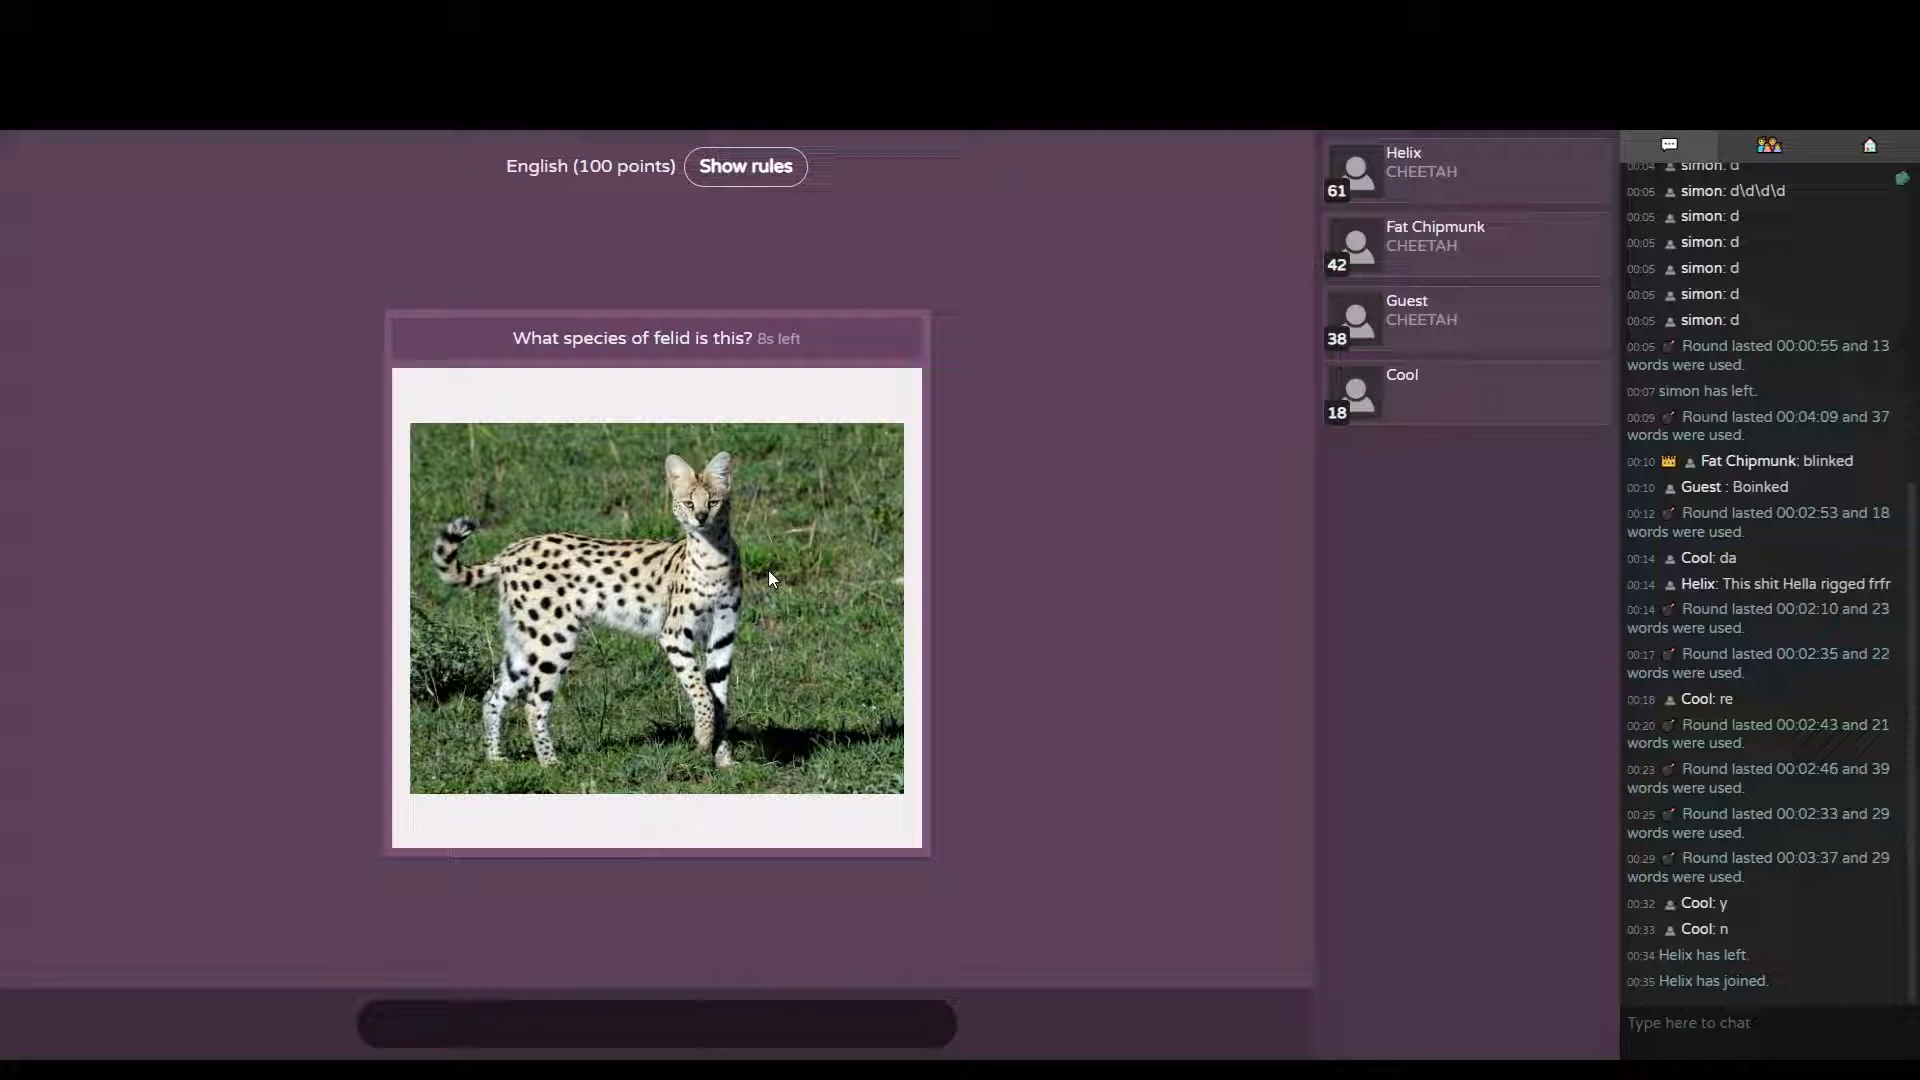 English (100 points) Show rules
What species of felid is this? 8s left
Helix
CHEETAH
61
Fat Chipmunk
CHEETAH
42
Guest
CHEETAH
38
Cool
18
00:04 simon: d
00:05 simon: d\d\d\d
00:05 simon: d
00:05 simon: d
00:05 simon: d
00:05 simon: d
00:05 simon: d
00:05 Round lasted 00:00:55 and 13
words were used.
00:07 simon has left.
00:09 Round lasted 00:04:09 and 37
words were used.
00:10 Fat Chipmunk: blinked
00:10 Guest : Boinked
00:12 Round lasted 00:02:53 and 18
words were used.
00:14 Cool: da
00:14 Helix: This shit Hella rigged frfr
00:14 Round lasted 00:02:10 and 23
words were used.
00:17 Round lasted 00:02:35 and 22
words were used.
00:18 Cool: re
00:20 Round lasted 00:02:43 and 21
words were used.
00:23 Round lasted 00:02:46 and 39
words were used.
00:25 Round lasted 00:02:33 and 29
words were used.
00:29 Round lasted 00:03:37 and 29
words were used.
00:32 Cool: y
00:33 Cool: n
00:34 Helix has left.
00:35 Helix has joined.
Type here to chat